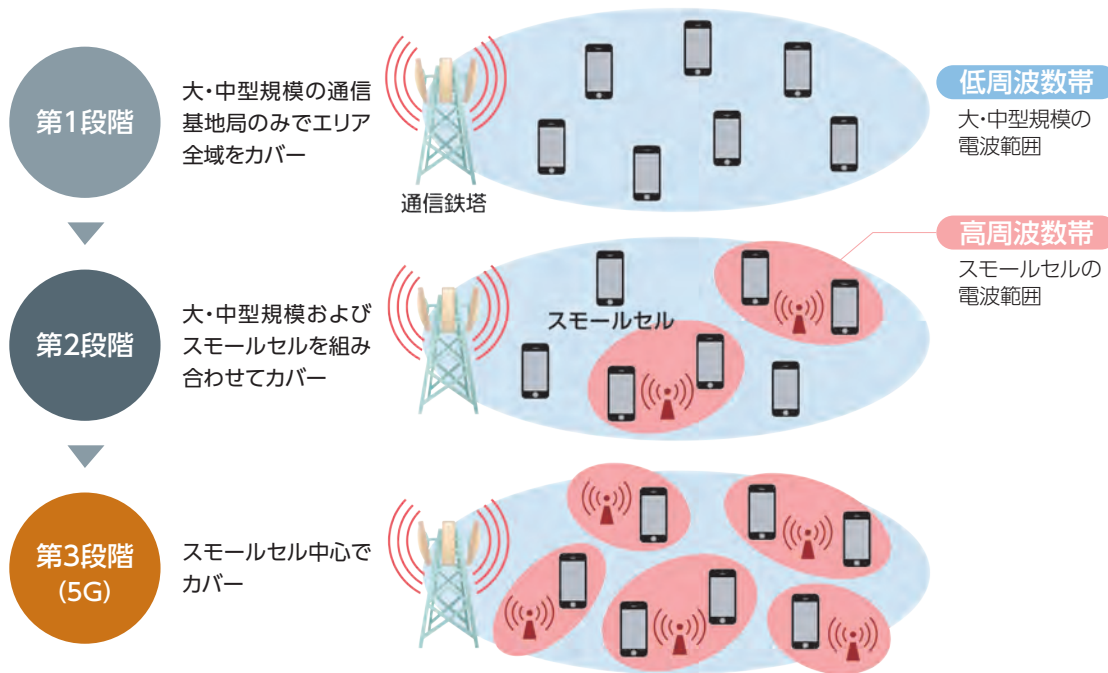 第1段階
大・中型規模の通信
基地局のみでエリア
全域をカバー
通信鉄塔
低周波数帯
大・中型規模の
電波範囲
高周波数帯
スモールセルの
電波範囲
第2段階
大・中型規模および
スモールセルを組み
合わせてカバー
スモールセル
第3段階
(5G)
スモールセル中心で
カバー